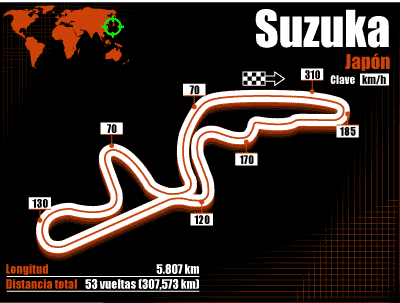 Suzuka
Japón
Clave km/h
310
70
185
70
170
130
120
Longitud 5.807 km
Distancia total 53 vueltas (307,573 km)